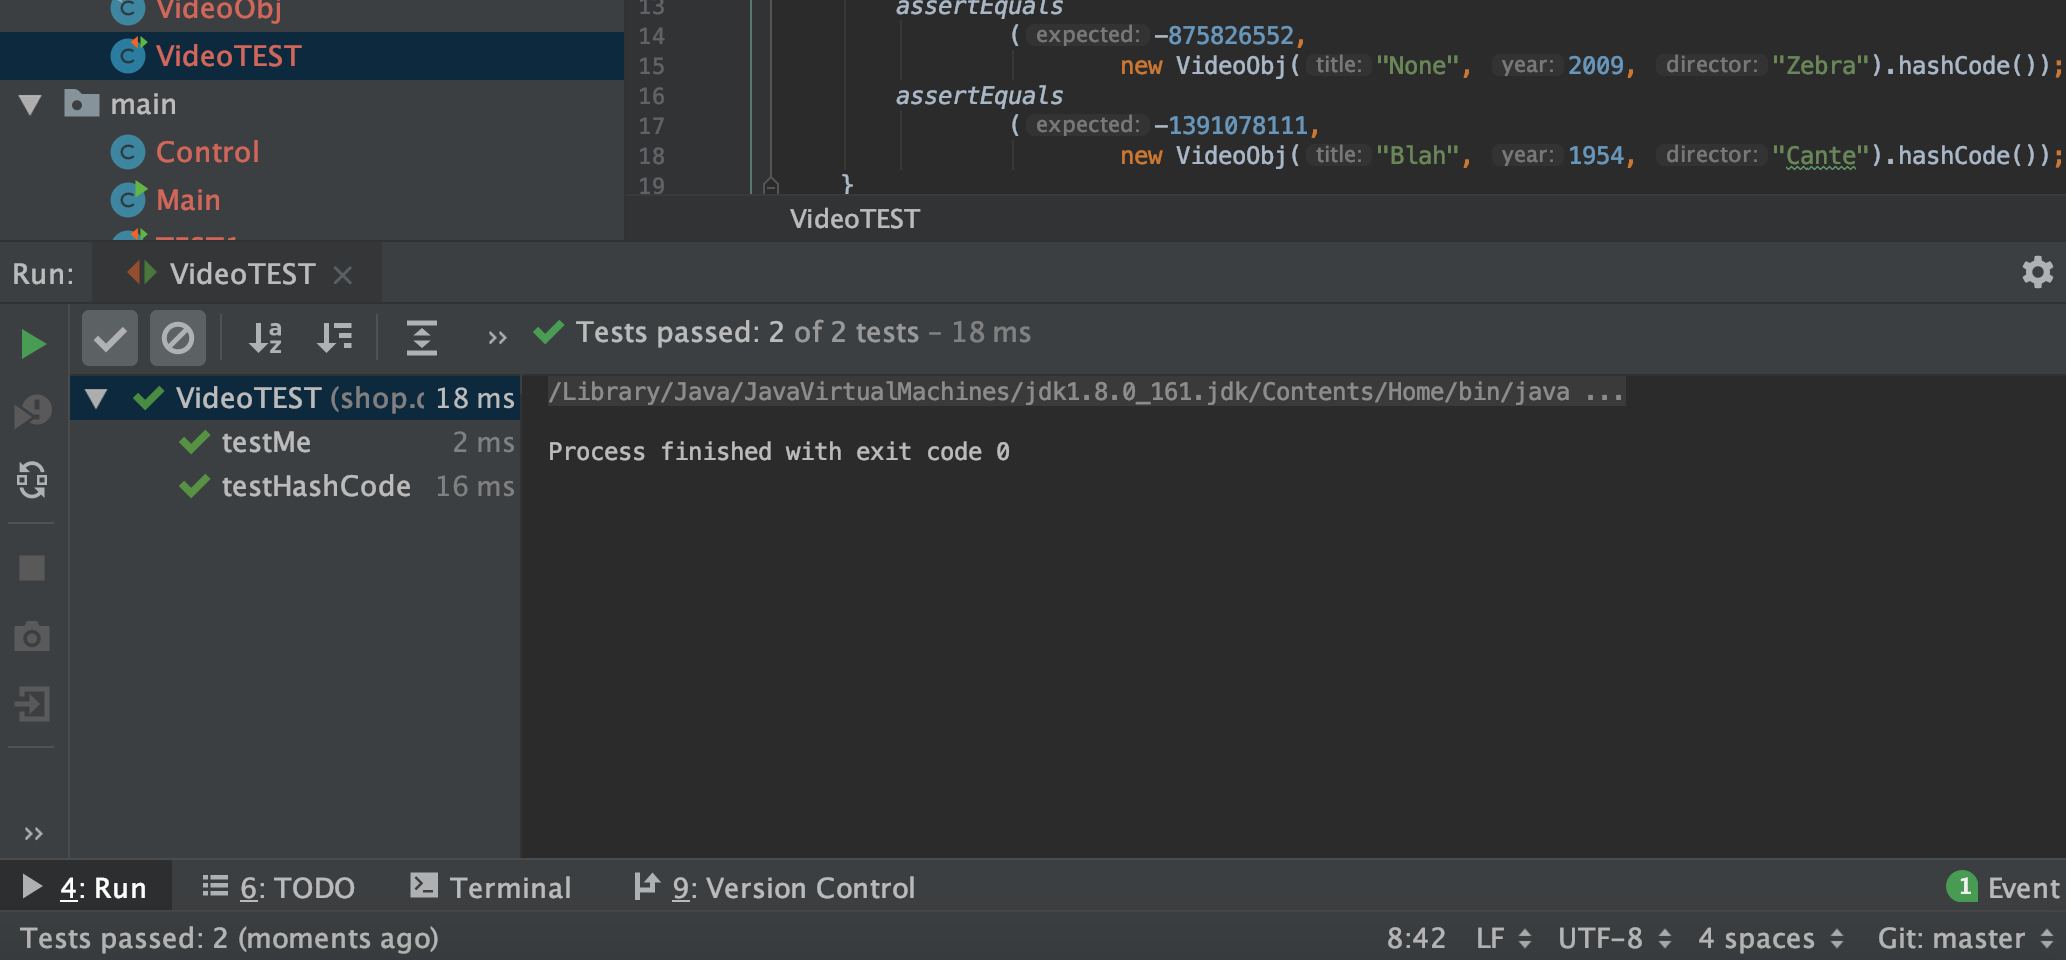 VideoObj
VideoTEST
main
Control
Main
13 assertEquals
14 ( expected: -875826552,
15 new VideoObj( title: "None", year: 2009, director: "Zebra").hashCode());
16 assertEquals
17 ( expected: -1391078111,
18 new VideoObj( title: "Blah", year: 1954, director: "Cante").hashCode());
19 }
VideoTEST
Run: VideoTEST
Tests passed: 2 of 2 tests – 18 ms
VideoTEST (shop. 18 ms
testMe 2 ms
testHashCode 16 ms
/Library/Java/JavaVirtualMachines/jdk1.8.0_161.jdk/Contents/Home/bin/java ...
Process finished with exit code 0
4: Run 6: TODO Terminal 9: Version Control 1 Event
Tests passed: 2 (moments ago) 8:42 LF UTF-8 4 spaces Git: master